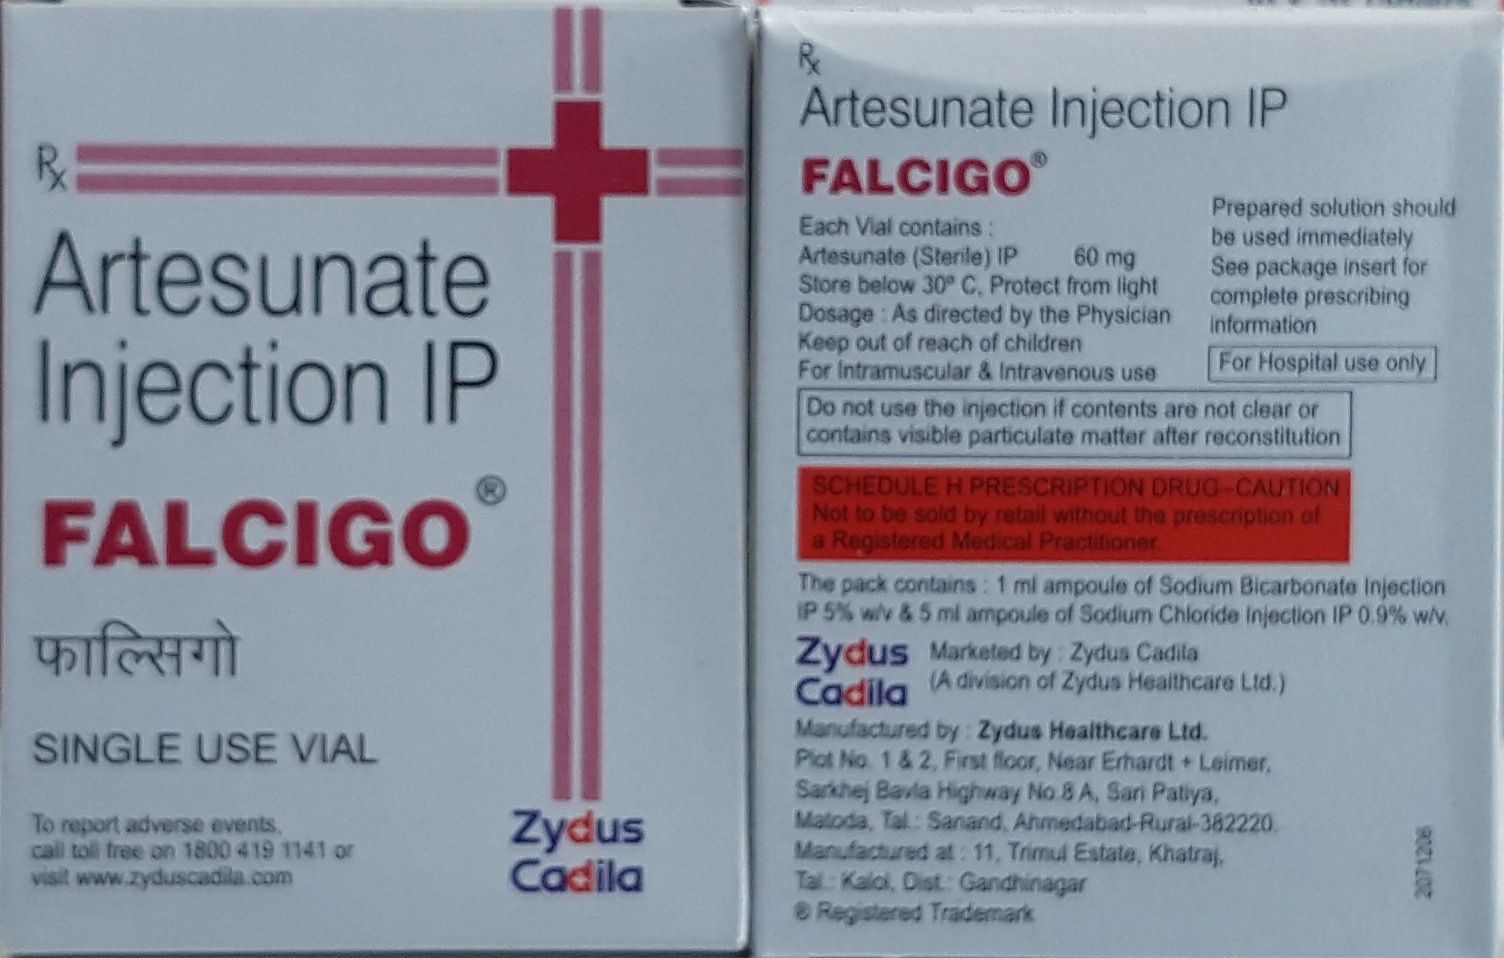 Rx
Artesunate
Injection IP
FALCIGO®
फाल्सिगो
SINGLE USE VIAL
To report adverse events,
call toll free on 1800 419 1141 or
visit www.zyduscadila.com
Zydus
Cadila
Rx
Artesunate Injection IP
FALCIGO®
Each Vial contains :
Artesunate (Sterile) IP 60 mg
Store below 30° C, Protect from light
Dosage : As directed by the Physician
Keep out of reach of children
For Intramuscular & Intravenous use
Prepared solution should
be used immediately
See package insert for
complete prescribing
information
For Hospital use only
Do not use the injection if contents are not clear or
contains visible particulate matter after reconstitution
SCHEDULE H PRESCRIPTION DRUG-CAUTION
Not to be sold by retail without the prescription of
a Registered Medical Practitioner.
The pack contains : 1 ml ampoule of Sodium Bicarbonate Injection
IP 5% w/v & 5 ml ampoule of Sodium Chloride Injection IP 0.9% w/v.
Zydus
Cadila
Marketed by : Zydus Cadila
(A division of Zydus Healthcare Ltd.)
Manufactured by : Zydus Healthcare Ltd.
Plot No. 1 & 2, First floor, Near Erhardt + Leimer,
Sarkhej Bavla Highway No.8 A, Sari Patiya,
Matoda, Tal.: Sanand, Ahmedabad-Rural-382220.
Manufactured at : 11, Trimul Estate, Khatraj,
Tal.: Kalol, Dist.: Gandhinagar
® Registered Trademark
2071206